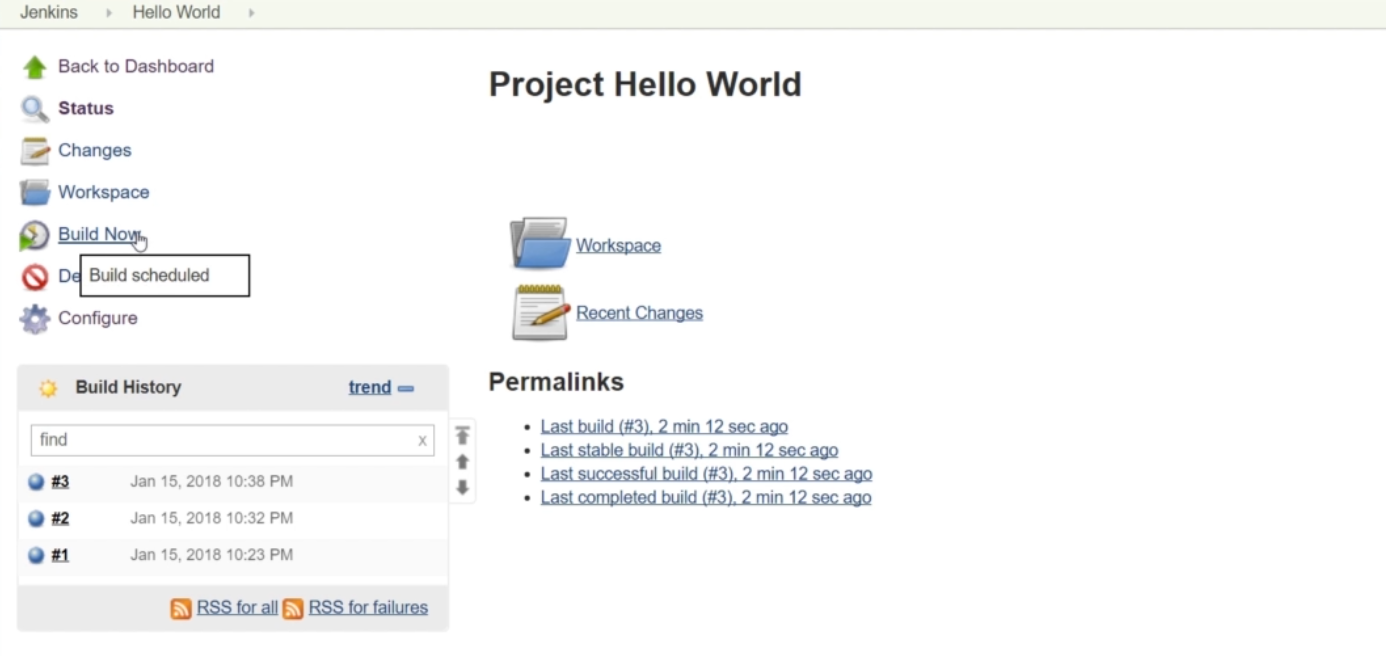 Jenkins Hello World
Back to Dashboard
Status
Changes
Workspace
Build Now
De
Build scheduled
Configure
Build History trend
find x
#3 Jan 15, 2018 10:38 PM
#2 Jan 15, 2018 10:32 PM
#1 Jan 15, 2018 10:23 PM
RSS for all RSS for failures
Project Hello World
Workspace
Recent Changes
Permalinks
Last build (#3), 2 min 12 sec ago
Last stable build (#3), 2 min 12 sec ago
Last successful build (#3), 2 min 12 sec ago
Last completed build (#3), 2 min 12 sec ago